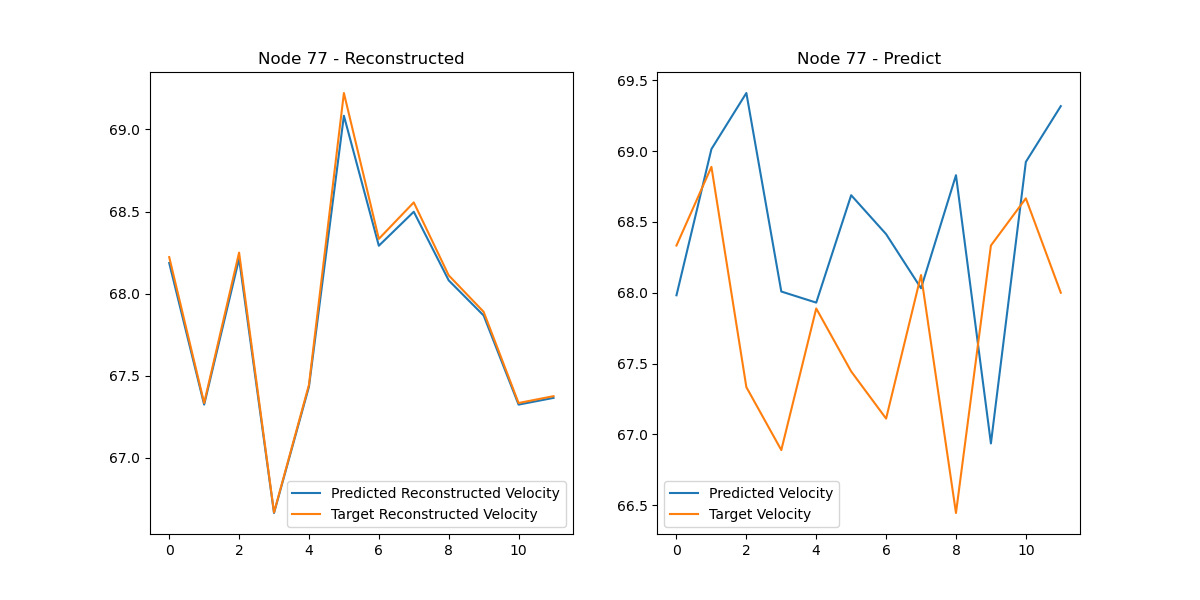 Node 77 - Reconstructed
69.0
68.5
68.0
67.5
67.0
0 2 4 6 8 10
Predicted Reconstructed Velocity
Target Reconstructed Velocity
Node 77 - Predict
69.5
69.0
68.5
68.0
67.5
67.0
66.5
0 2 4 6 8 10
Predicted Velocity
Target Velocity